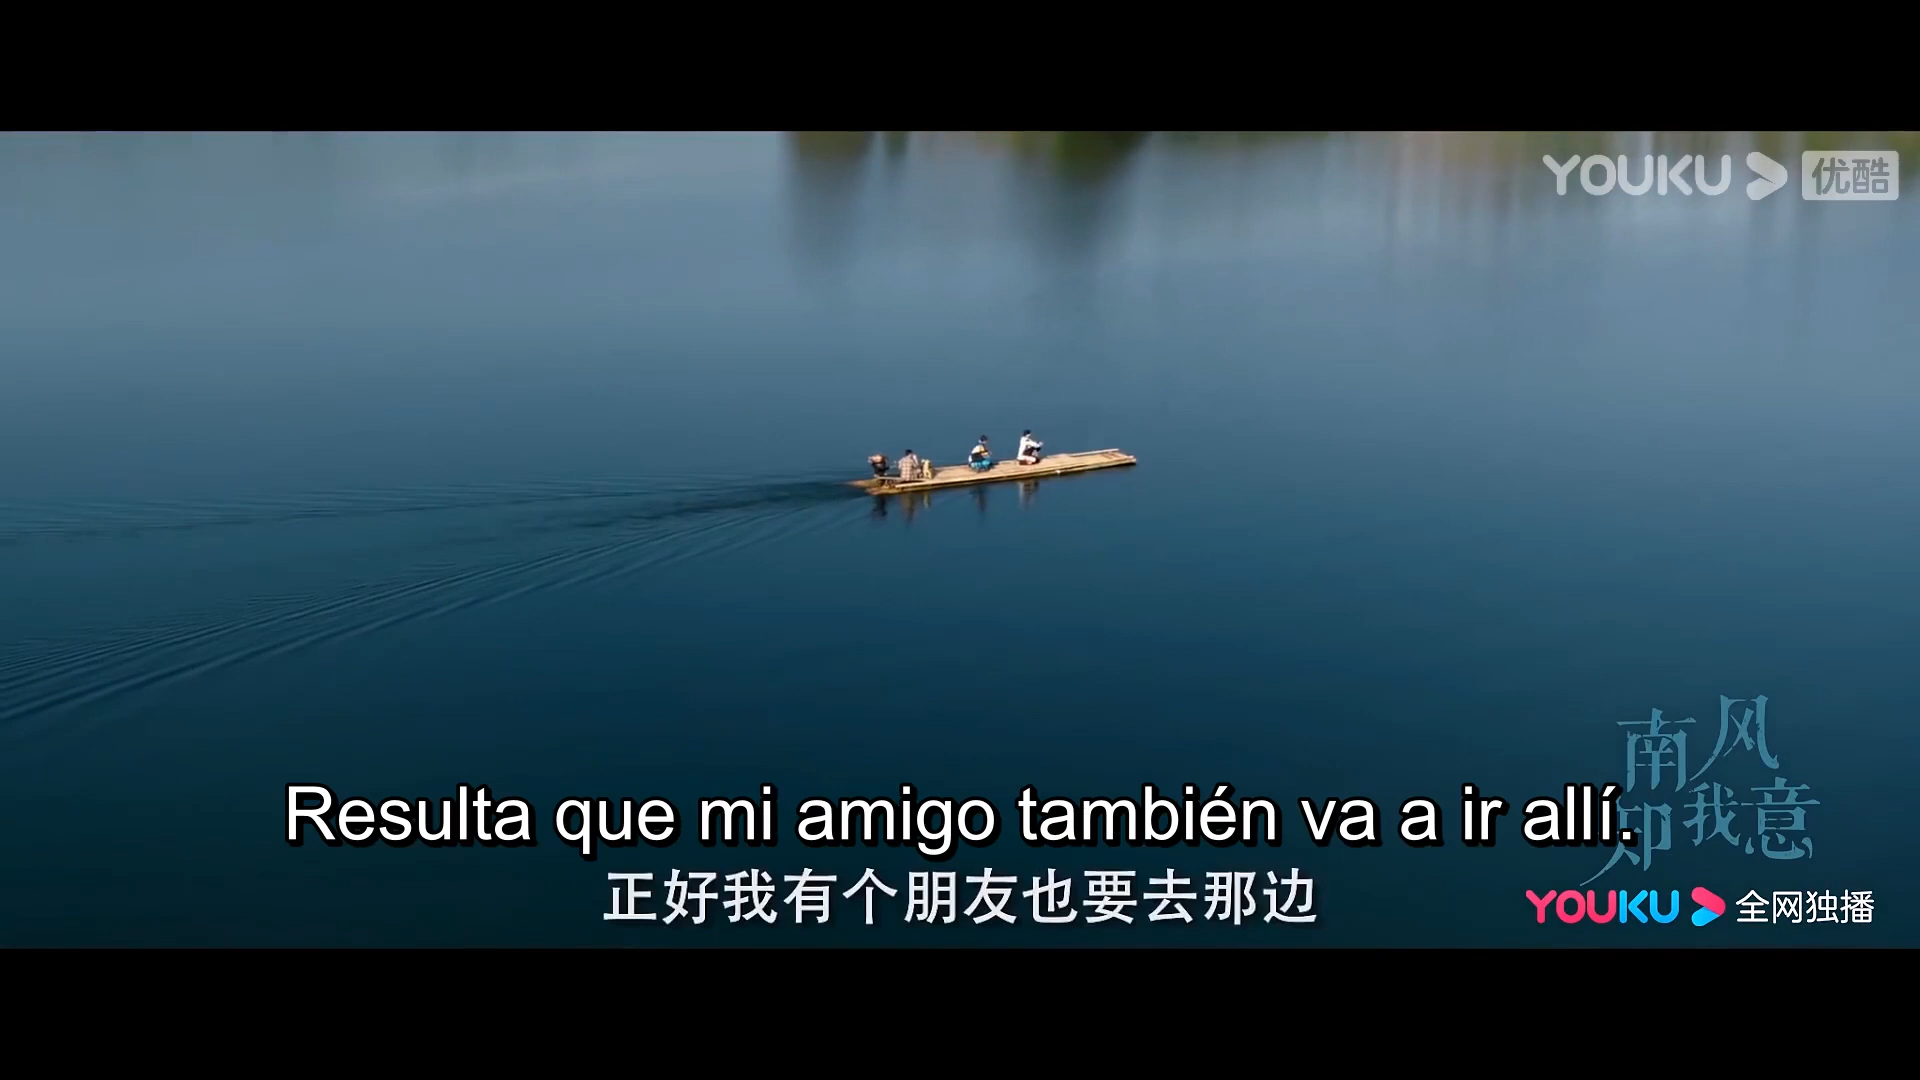 YOUKU 优酷
南风
知我意
Resulta que mi amigo también va a ir allí.
正好我有个朋友也要去那边
YOUKU 全网独播